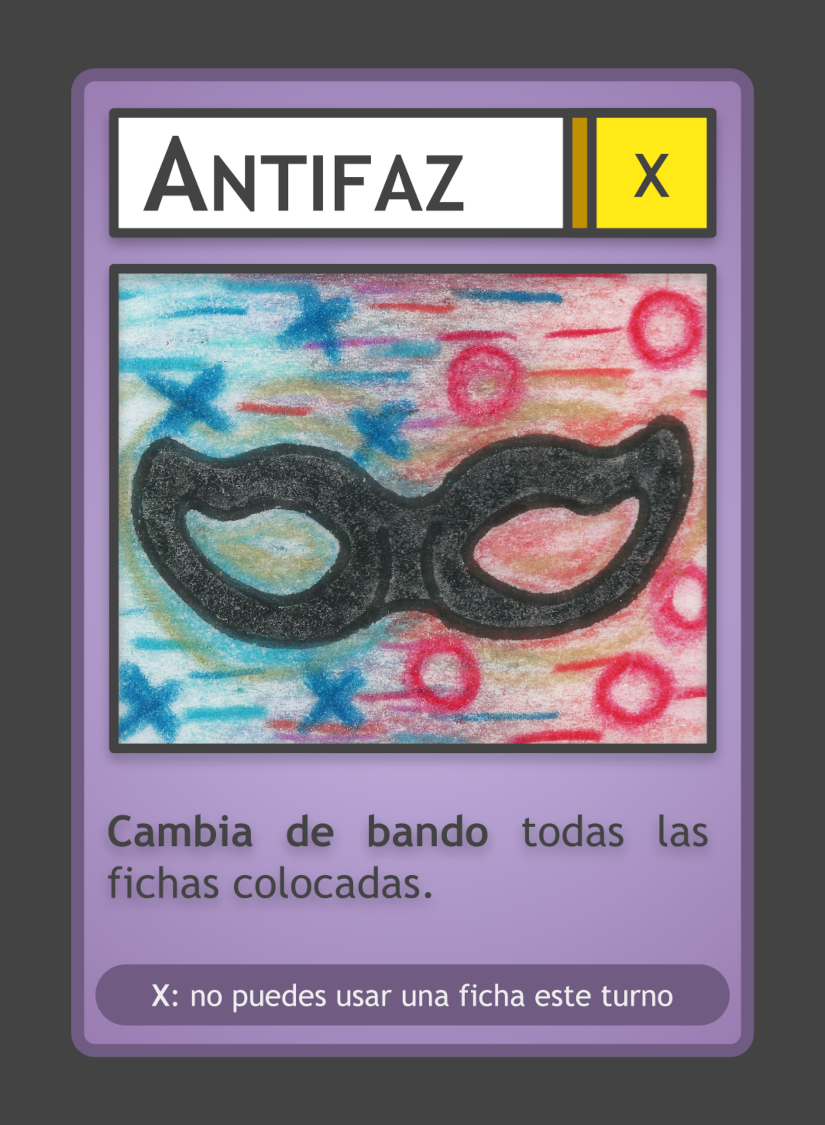 ANTIFAZ
X
Cambia de bando todas las
fichas colocadas.
X: no puedes usar una ficha este turno